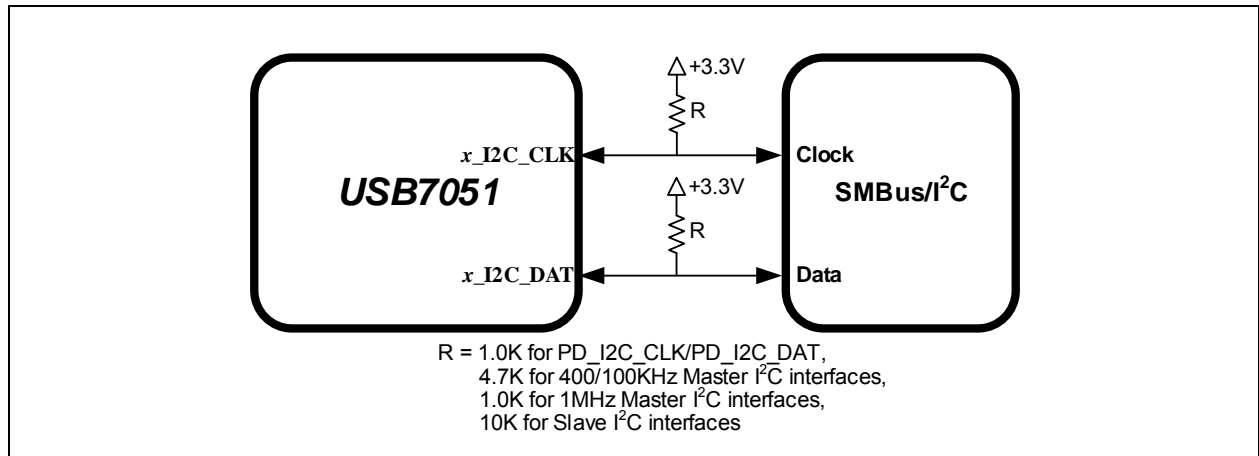 +3.3V
R
x_I2C_CLK
Clock
USB7051
+3.3V
SMBus/I²C
R
x_I2C_DAT
Data
R = 1.0K for PD_I2C_CLK/PD_I2C_DAT,
4.7K for 400/100KHz Master I²C interfaces,
1.0K for 1MHz Master I²C interfaces,
10K for Slave I²C interfaces